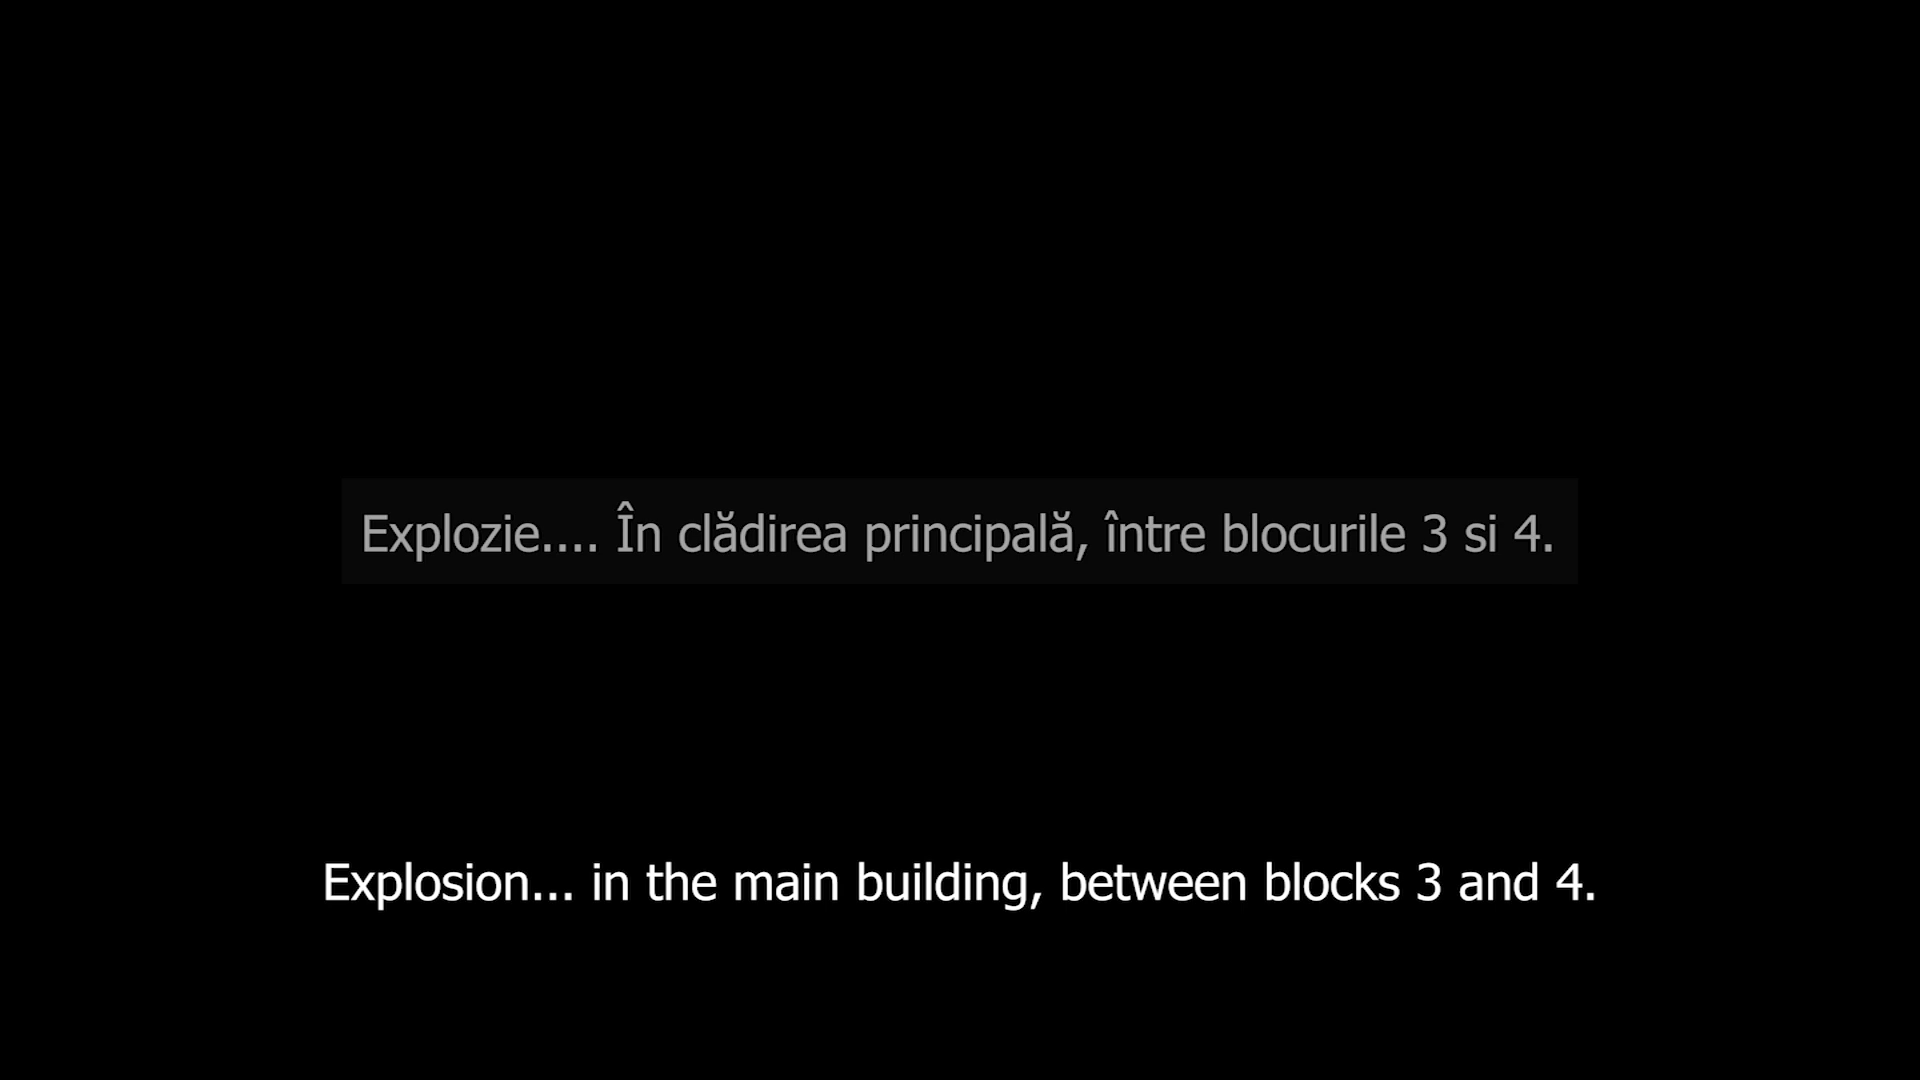 Explozie.... În clădirea principală, între blocurile 3 si 4.
Explosion... in the main building, between blocks 3 and 4.